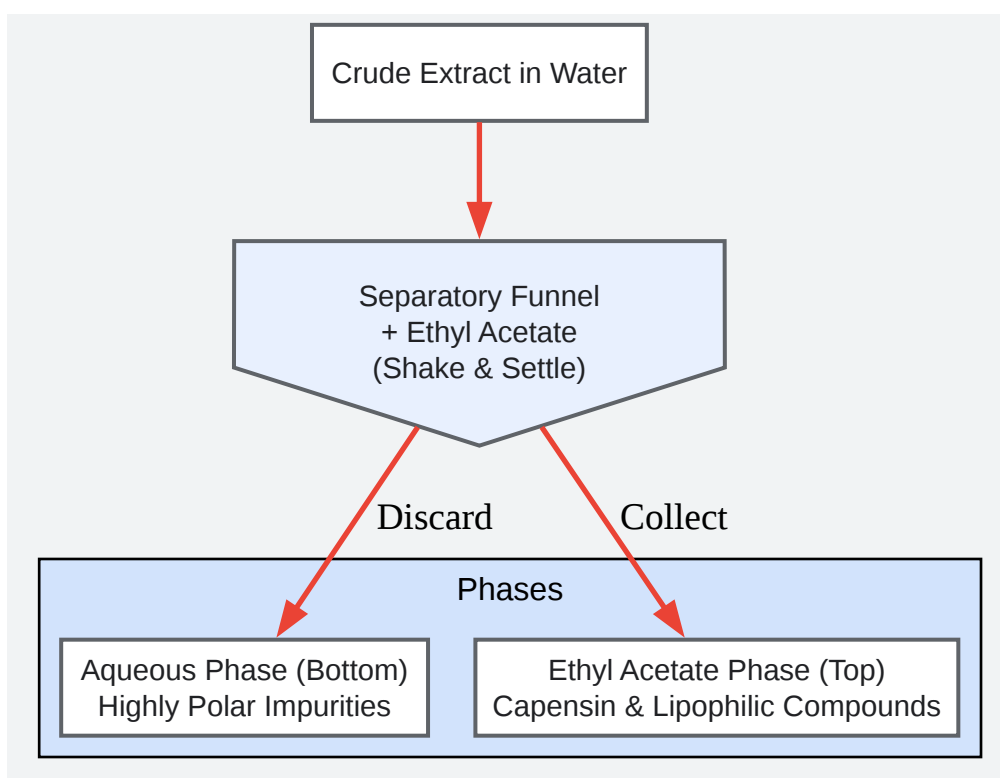 Crude Extract in Water
Separatory Funnel
+ Ethyl Acetate
(Shake & Settle)
Discard
Collect
Phases
Aqueous Phase (Bottom)
Highly Polar Impurities
Ethyl Acetate Phase (Top)
Capensin & Lipophilic Compounds